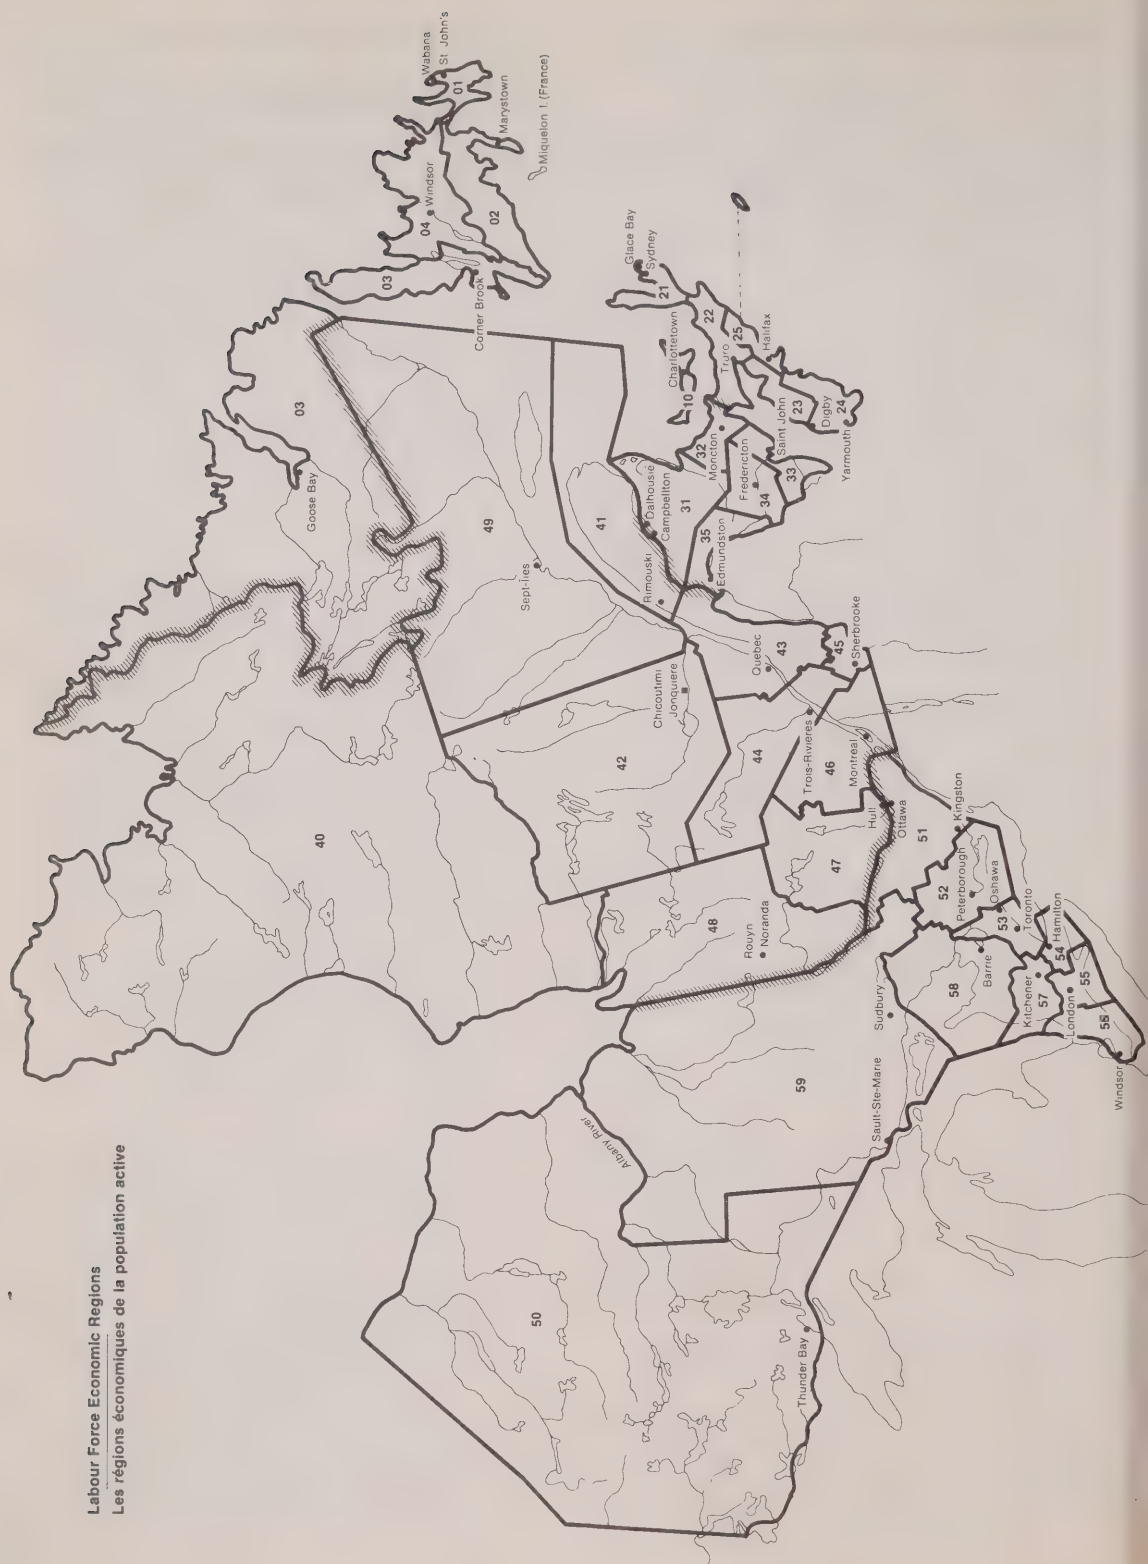 Labour Force Economic Regions
Les régions économiques de la population active
Wabana
St John's
01
Marystown
Miquelon I. (France)
Windsor
04
02
03
Corner Brook
03
Goose Bay
Glace Bay
Sydney
21
Charlottetown
10
22
Truro
25
Halifax
23
Digby
24
Yarmouth
Saint John
33
32
Moncton
Fredericton
34
31
Dalhousie
Campbellton
35
Edmundston
41
Rimouski
49
Sept-Îles
40
Quebec
43
45
Sherbrooke
Chicoutimi
Jonquiere
42
44
Trois-Rivières
46
Montreal
Hull
Ottawa
47
48
Rouyn
Noranda
51
Kingston
52
Peterborough
Oshawa
53
Toronto
54
Hamilton
55
Barrie
58
Kitchener
57
London
56
Windsor
Sudbury
59
Sault-Ste-Marie
Albany River
50
Thunder Bay